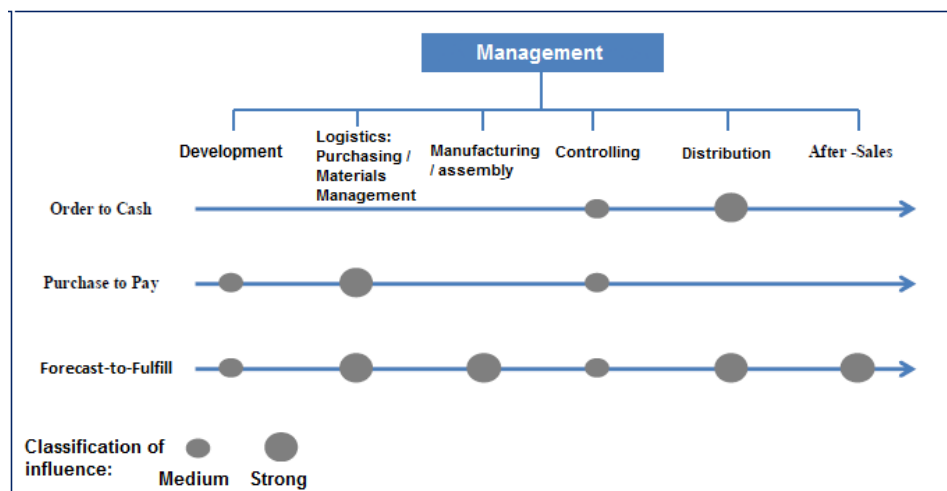 Management
Development
Logistics:
Purchasing /
Materials
Management
Manufacturing
/ assembly
Controlling
Distribution
After -Sales
Order to Cash
Purchase to Pay
Forecast-to-Fulfill
Classification of
influence:
Medium
Strong